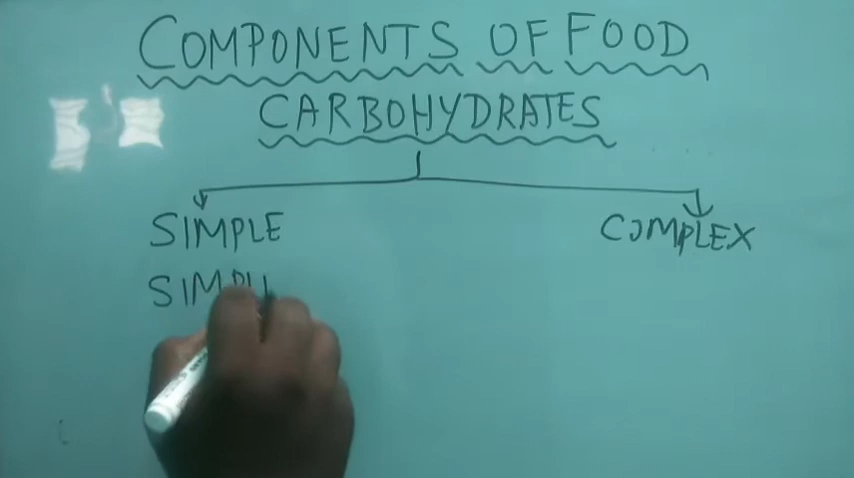 COMPONENTS OF FOOD
CARBOHYDRATES
SIMPLE COMPLEX